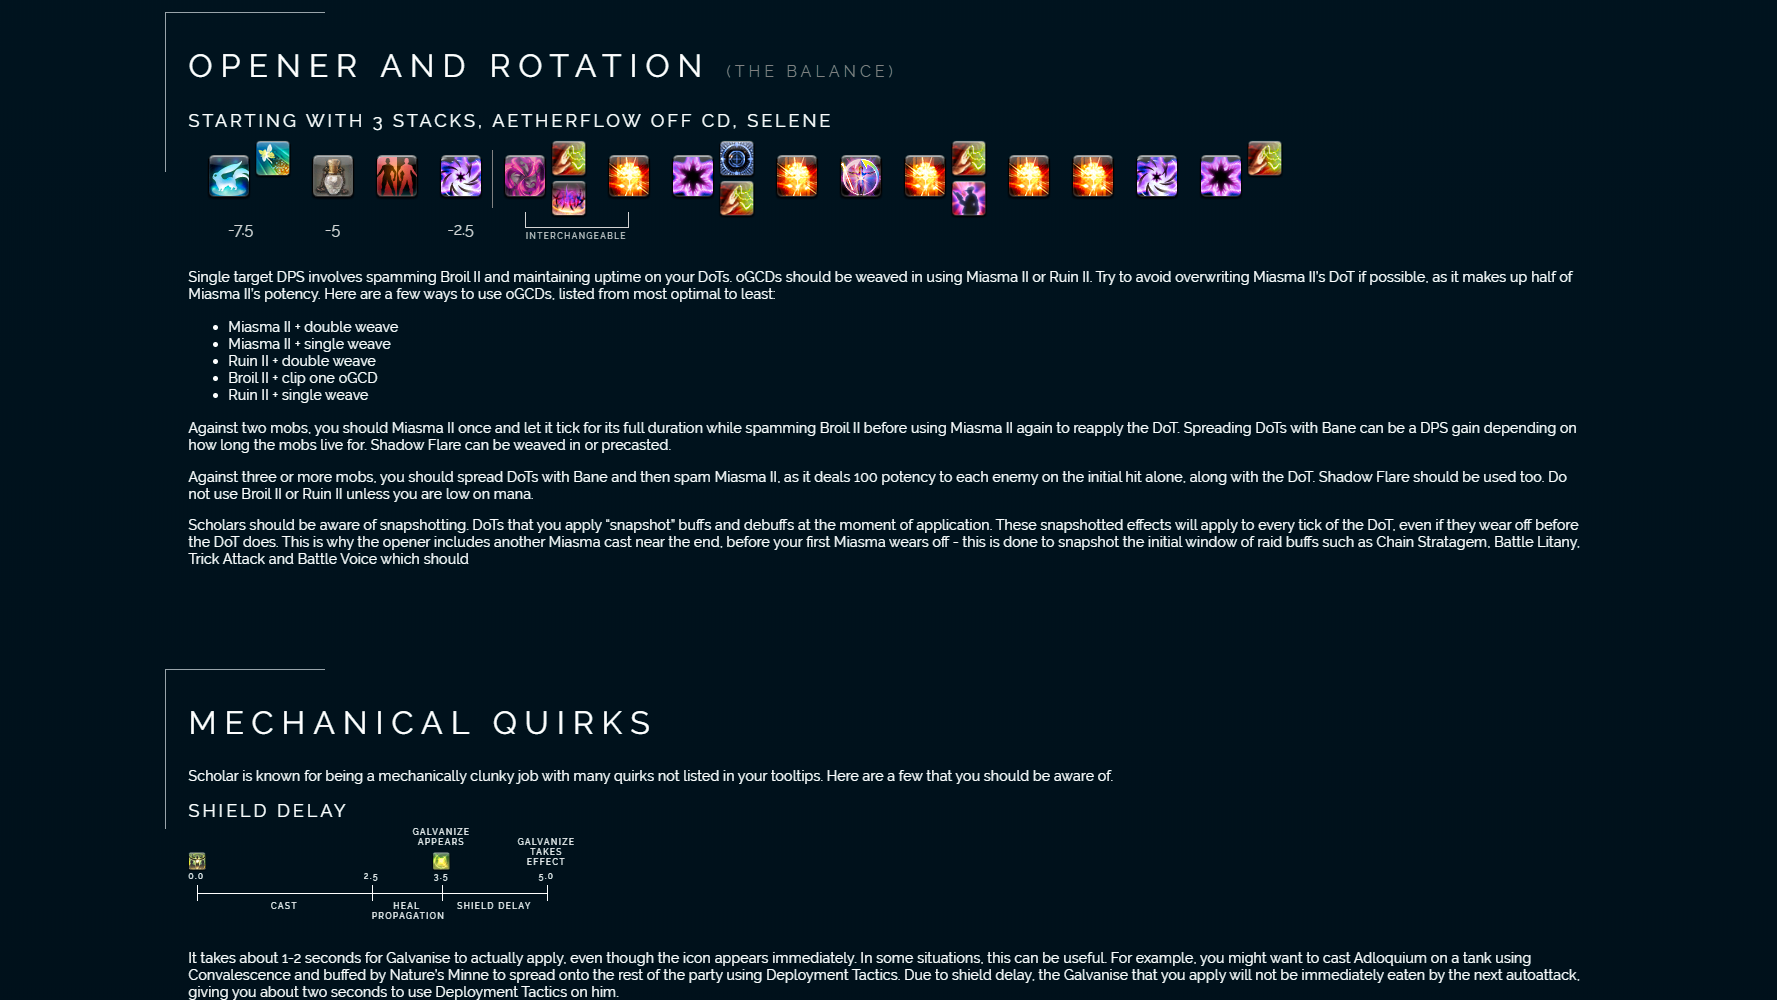 OPENER AND ROTATION (THE BALANCE)
STARTING WITH 3 STACKS, AETHERFLOW OFF CD, SELENE
-7.5 -5 -2.5
INTERCHANGEABLE
Single target DPS involves spamming Broil II and maintaining uptime on your DoTs. oGCDs should be weaved in using Miasma II or Ruin II. Try to avoid overwriting Miasma II's DoT if possible, as it makes up half of
Miasma II's potency. Here are a few ways to use oGCDs, listed from most optimal to least:
• Miasma II + double weave
• Miasma II + single weave
• Ruin II + double weave
• Broil II + clip one oGCD
• Ruin II + single weave
Against two mobs, you should Miasma II once and let it tick for its full duration while spamming Broil II before using Miasma II again to reapply the DoT. Spreading DoTs with Bane can be a DPS gain depending on
how long the mobs live for. Shadow Flare can be weaved in or precasted.
Against three or more mobs, you should spread DoTs with Bane and then spam Miasma II, as it deals 100 potency to each enemy on the initial hit alone, along with the DoT. Shadow Flare should be used too. Do
not use Broil II or Ruin II unless you are low on mana.
Scholars should be aware of snapshotting. DoTs that you apply "snapshot" buffs and debuffs at the moment of application. These snapshotted effects will apply to every tick of the DoT, even if they wear off before
the DoT does. This is why the opener includes another Miasma cast near the end, before your first Miasma wears off - this is done to snapshot the initial window of raid buffs such as Chain Stratagem, Battle Litany,
Trick Attack and Battle Voice which should
MECHANICAL QUIRKS
Scholar is known for being a mechanically clunky job with many quirks not listed in your tooltips. Here are a few that you should be aware of.
SHIELD DELAY
GALVANIZE
APPEARS
GALVANIZE
TAKES
EFFECT
0.0 2.5 3.5 5.0
CAST
HEAL
PROPAGATION
SHIELD DELAY
It takes about 1-2 seconds for Galvanise to actually apply, even though the icon appears immediately. In some situations, this can be useful. For example, you might want to cast Adloquium on a tank using
Convalescence and buffed by Nature's Minne to spread onto the rest of the party using Deployment Tactics. Due to shield delay, the Galvanise that you apply will not be immediately eaten by the next autoattack,
giving you about two seconds to use Deployment Tactics on him.